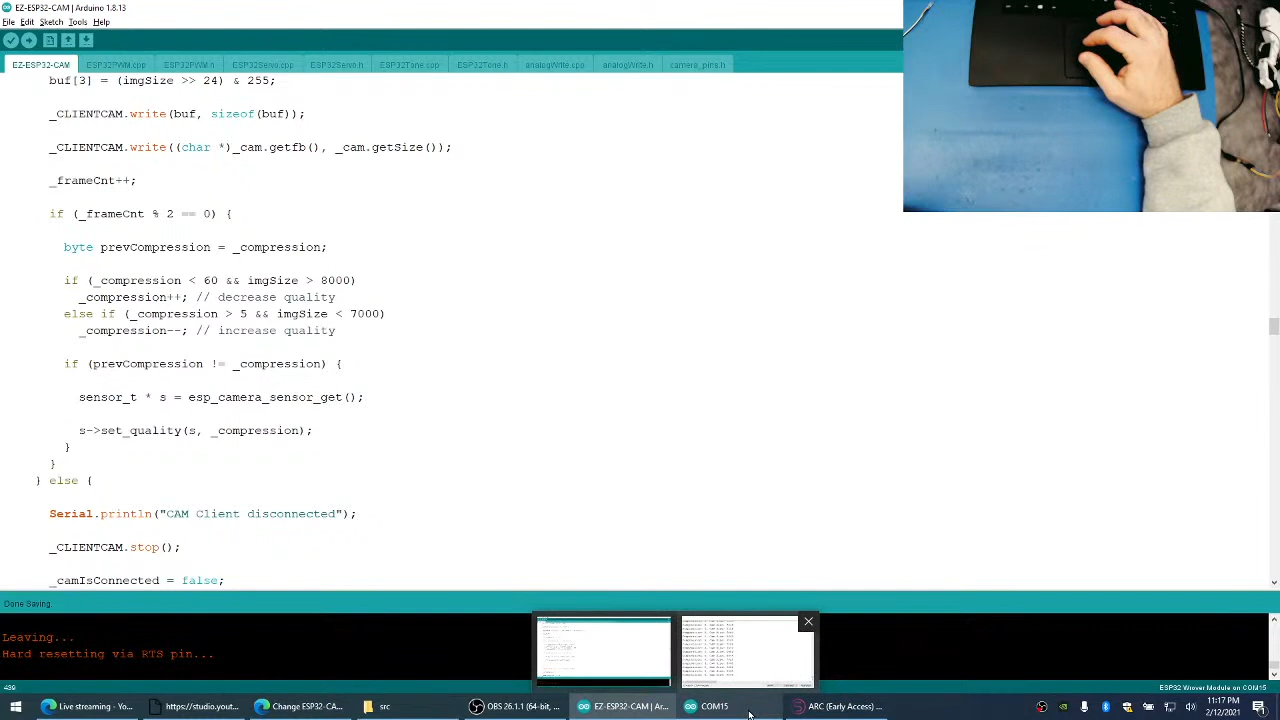 EZ-ESP32-CAM | Arduino 1.8.13
File Edit Sketch Tools Help
EZ-ESP32-CAM ESP32PWM.cpp ESP32PWM.h ESP32Servo.cpp ESP32Servo.h ESP32Tone.cpp ESP32Tone.h analogWrite.cpp analogWrite.h camera_pins.h
buf[3] = (imgSize >> 24) & 255;
_CLIENTCAM.write(buf, sizeof(buf));
_CLIENTCAM.write((char *)_cam.getfb(), _cam.getSize());
_frameCnt++;
if (_frameCnt % 2 == 0) {
byte prevCompression = _compression;
if (_compression < 60 && imgSize > 8000)
_compression++; // decrease quality
else if (_compression > 5 && imgSize < 7000)
_compression--; // increase quality
if (prevCompression != _compression) {
sensor_t * s = esp_camera_sensor_get();
s->set_quality(s, _compression);
}
}
} else {
Serial.println("CAM Client disconnected");
_CLIENTCAM.stop();
_camIsConnected = false;
Done Saving.
Leaving...
resetting via RTS pin...
ESP32 Wrover Module on COM15
Live stream https://studio.yout... change EZ-ESP32-C src OBS 26.1.1 (64-bit, ... EZ-ESP32-CAM | Ar... COM15 ARC (Early Access) ... 11:17 PM
2/12/2021